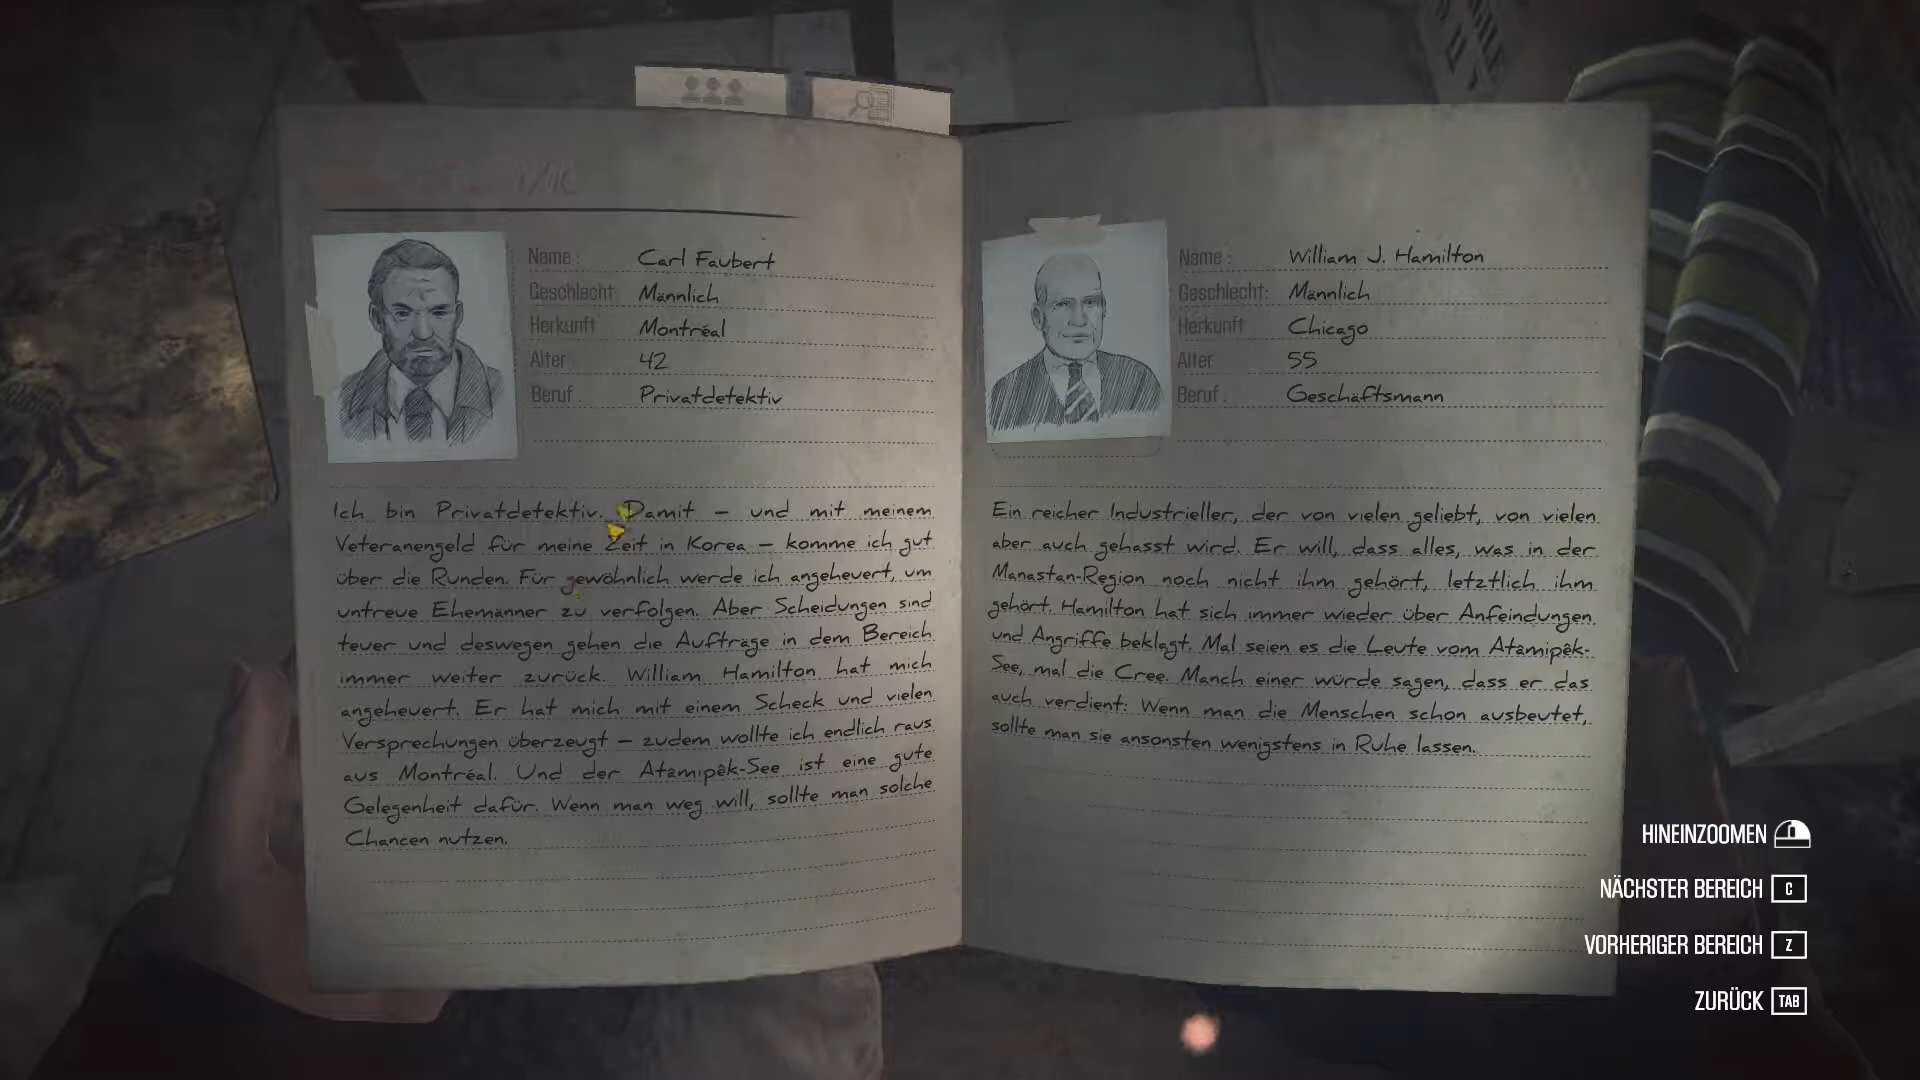 Name : Carl Faubert
Geschlecht: Männlich
Herkunft Montréal
Alter 42
Beruf : Privatdetektiv
Ich bin Privatdetektiv. Damit – und mit meinem
Veteranengeld für meine Zeit in Korea – komme ich gut
über die Runden. Für gewöhnlich werde ich angeheuert, um
untreue Ehemänner zu verfolgen. Aber Scheidungen sind
teuer und deswegen gehen die Aufträge in dem Bereich
immer weiter zurück. William Hamilton hat mich
angeheuert. Er hat mich mit einem Scheck und vielen
Versprechungen überzeugt – zudem wollte ich endlich raus
aus Montréal. Und der Atâmipêk-See ist eine gute
Gelegenheit dafür. Wenn man weg will, sollte man solche
Chancen nutzen.
Name : William J. Hamilton
Geschlecht: Männlich
Herkunft Chicago
Alter 55
Beruf : Geschäftsmann
Ein reicher Industrieller, der von vielen geliebt, von vielen
aber auch gehasst wird. Er will, dass alles, was in der
Manastan-Region noch nicht ihm gehört, letztlich ihm
gehört. Hamilton hat sich immer wieder über Anfeindungen
und Angriffe beklagt. Mal seien es die Leute vom Atâmipêk-
See, mal die Cree. Manch einer würde sagen, dass er das
auch verdient: Wenn man die Menschen schon ausbeutet,
sollte man sie ansonsten wenigstens in Ruhe lassen.
HINEINZOOMEN
NÄCHSTER BEREICH C
VORHERIGER BEREICH Z
ZURÜCK TAB